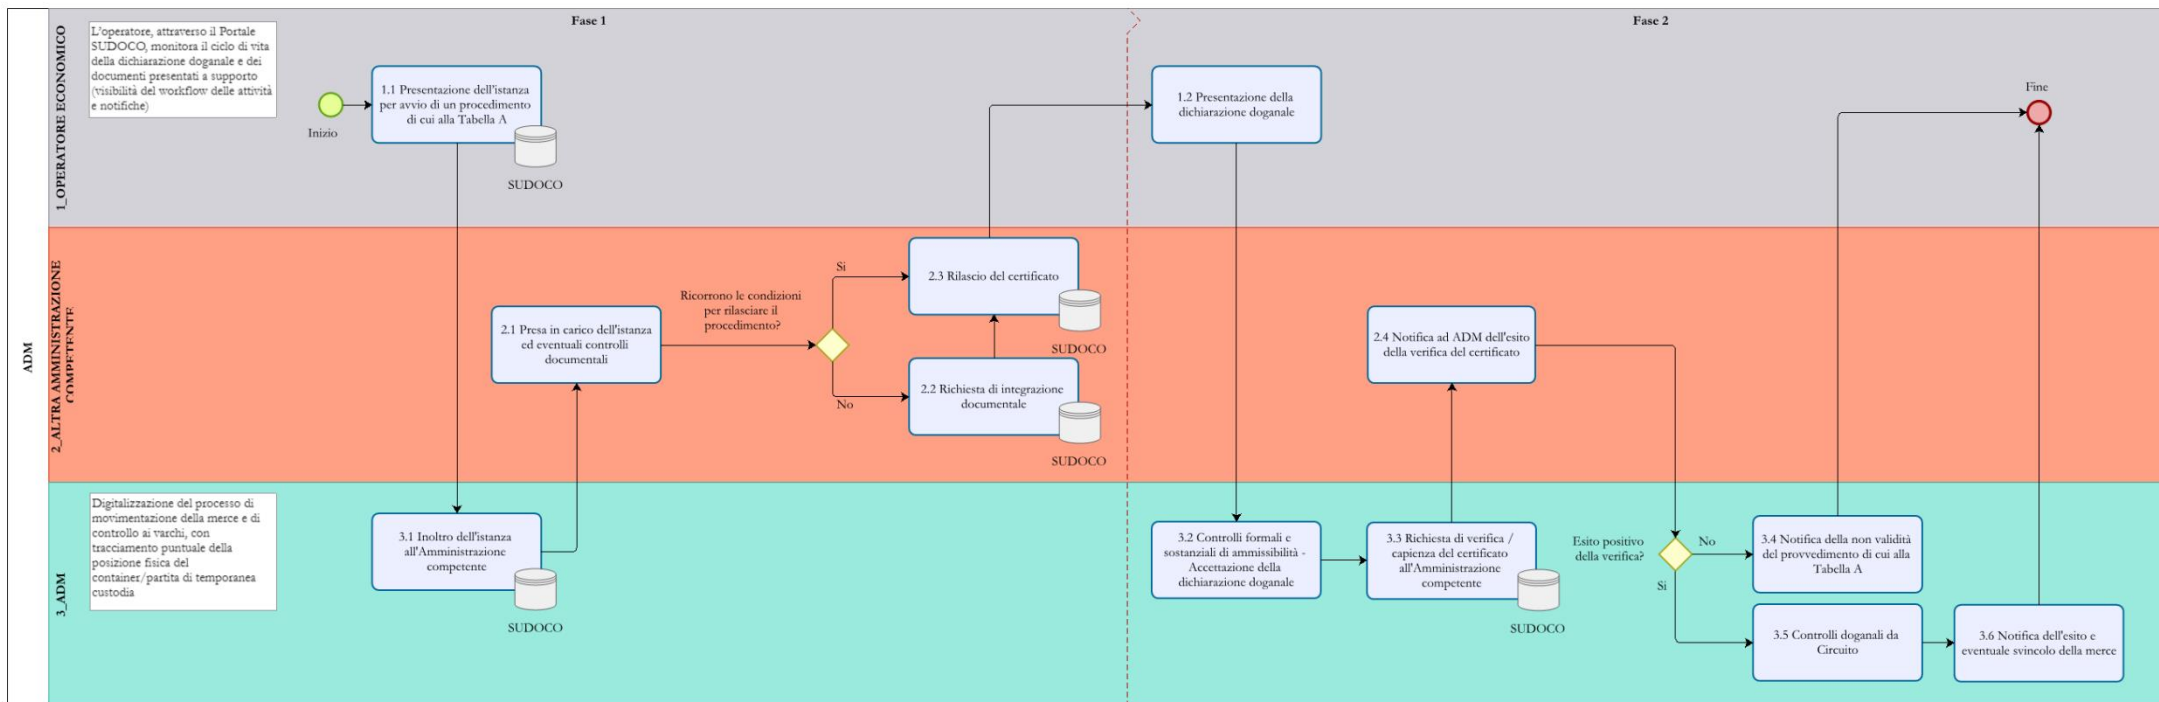 Fase 1
Fase 2
ADM
1_OPERATORE ECONOMICO
L'operatore, attraverso il Portale
SUDOCO, monitora il ciclo di vita
della dichiarazione doganale e dei
documenti presentati a supporto
(visibilità del workflow delle attività
e notifiche)
Inizio
1.1 Presentazione dell'istanza
per avvio di un procedimento
di cui alla Tabella A
SUDOCO
1.2 Presentazione della
dichiarazione doganale
Fine
2_ALTRA AMMINISTRAZIONE
COMPETENTE
2.1 Presa in carico dell'istanza
ed eventuali controlli
documentali
Ricorrono le condizioni
per rilasciare il
procedimento?
Si
No
2.3 Rilascio del certificato
SUDOCO
2.2 Richiesta di integrazione
documentale
SUDOCO
2.4 Notifica ad ADM dell'esito
della verifica del certificato
3_ADM
Digitalizzazione del processo di
movimentazione della merce e di
controllo ai varchi, con
tracciamento puntuale della
posizione fisica del
container/partita di temporanea
custodia
3.1 Inoltro dell'istanza
all'Amministrazione
competente
SUDOCO
3.2 Controlli formali e
sostanziali di ammissibilità -
Accettazione della
dichiarazione doganale
3.3 Richiesta di verifica /
capienza del certificato
all'Amministrazione
competente
SUDOCO
Esito positivo
della verifica?
No
Si
3.4 Notifica della non validità
del provvedimento di cui alla
Tabella A
3.5 Controlli doganali da
Circuito
3.6 Notifica dell'esito e
eventuale svincolo della merce